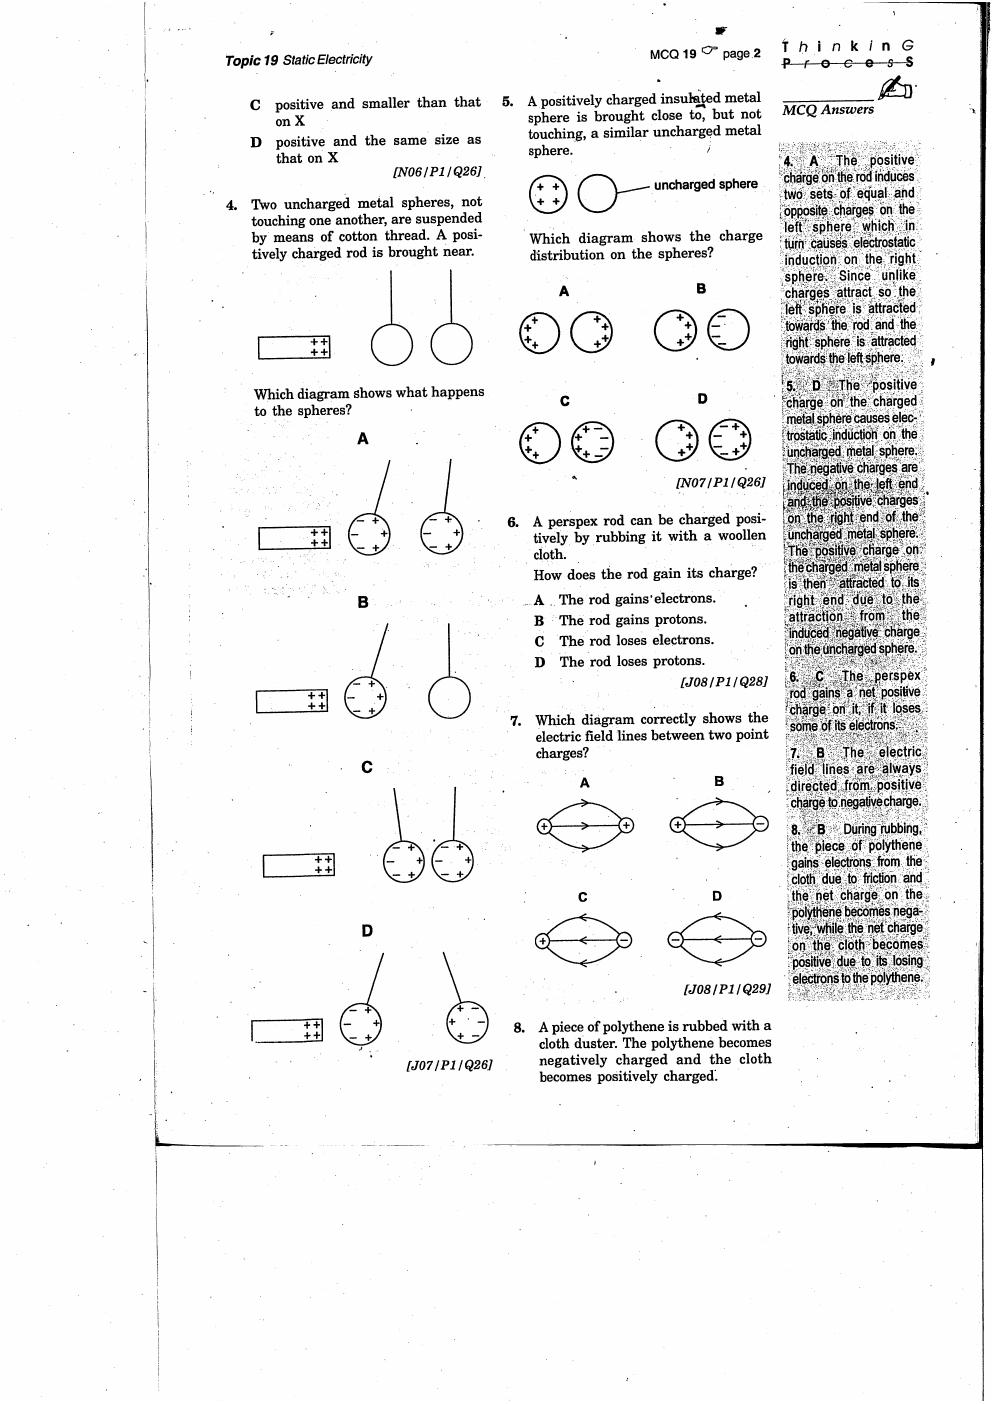 Topic 19 Static Electricity
MCQ 19 page 2
ThinkinG
ProcesS
MCQ Answers
C positive and smaller than that
on X
D positive and the same size as
that on X
[N06/P1/Q26]
4. Two uncharged metal spheres, not
touching one another, are suspended
by means of cotton thread. A posi-
tively charged rod is brought near.
++
++
Which diagram shows what happens
to the spheres?
A
++
++
- +
- +
- +
- +
- +
- +
B
++
++
- +
- +
- +
C
++
++
- +
- +
- +
- +
- +
- +
D
++
++
- +
- +
- +
+ -
+ -
+ -
[J07/P1/Q26]
5. A positively charged insulated metal
sphere is brought close to, but not
touching, a similar uncharged metal
sphere.
+ +
+ +
uncharged sphere
Which diagram shows the charge
distribution on the spheres?
A
B
C
D
[N07/P1/Q26]
6. A perspex rod can be charged posi-
tively by rubbing it with a woollen
cloth.
How does the rod gain its charge?
A The rod gains electrons.
B The rod gains protons.
C The rod loses electrons.
D The rod loses protons.
[J08/P1/Q28]
7. Which diagram correctly shows the
electric field lines between two point
charges?
A
B
+ +
+ -
C
D
+ -
- -
[J08/P1/Q29]
8. A piece of polythene is rubbed with a
cloth duster. The polythene becomes
negatively charged and the cloth
becomes positively charged.
4. A The positive
charge on the rod induces
two sets of equal and
opposite charges on the
left sphere which in
turn causes electrostatic
induction on the right
sphere. Since unlike
charges attract so the
left sphere is attracted
towards the rod and the
right sphere is attracted
towards the left sphere.
5. D The positive
charge on the charged
metal sphere causes elec-
trostatic induction on the
uncharged metal sphere.
The negative charges are
induced on the left end
and the positive charges
on the right end of the
uncharged metal sphere.
The positive charge on
the charged metal sphere
is then attracted to its
right end due to the
attraction from the
induced negative charge
on the uncharged sphere.
6. C The perspex
rod gains a net positive
charge on it, if it loses
some of its electrons.
7. B The electric
field lines are always
directed from positive
charge to negative charge.
8. B During rubbing,
the piece of polythene
gains electrons from the
cloth due to friction and
the net charge on the
polythene becomes nega-
tive, while the net charge
on the cloth becomes
positive due to its losing
electrons to the polythene.